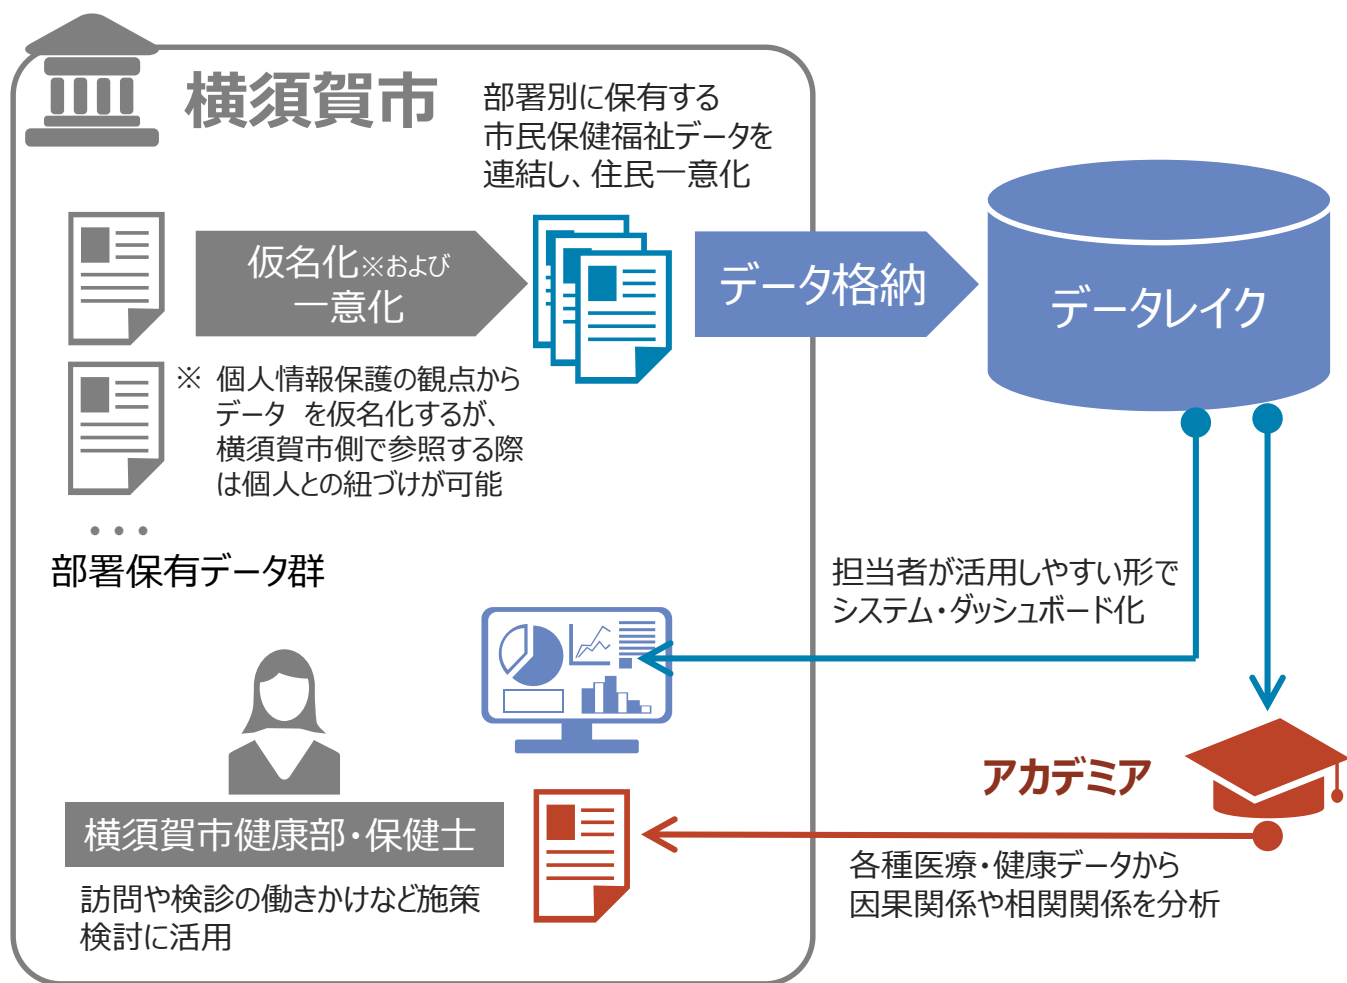 横須賀市
部署別に保有する
市民保健福祉データを
連結し、住民一意化
仮名化※および
一意化
データ格納
データレイク
※ 個人情報保護の観点から
データ を仮名化するが、
横須賀市側で参照する際
は個人との紐づけが可能
・・・
部署保有データ群
担当者が活用しやすい形で
システム・ダッシュボード化
アカデミア
横須賀市健康部・保健士
各種医療・健康データから
因果関係や相関関係を分析
訪問や検診の働きかけなど施策
検討に活用